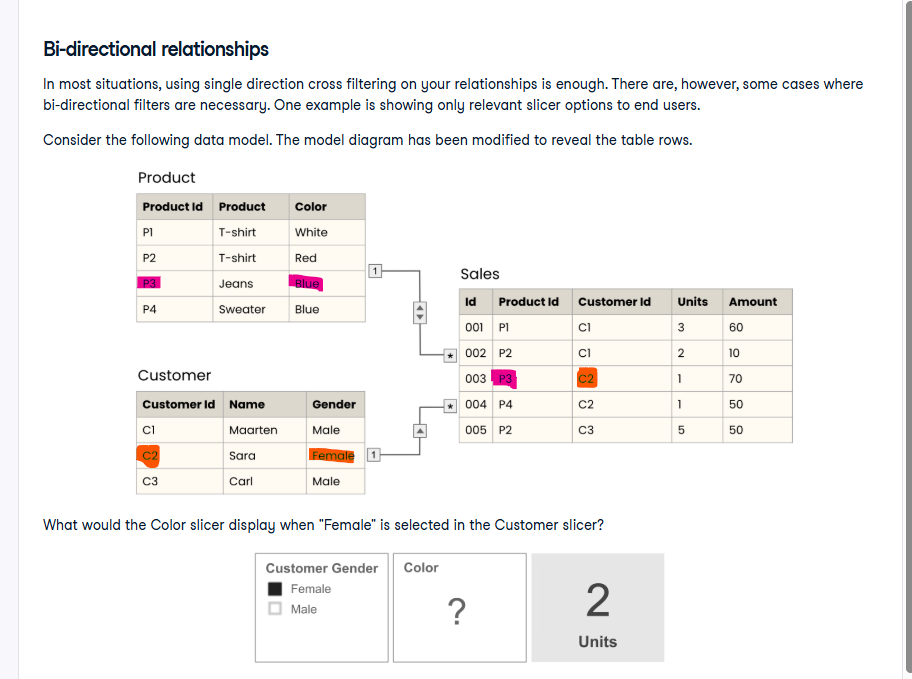 Bi-directional relationships
In most situations, using single direction cross filtering on your relationships is enough. There are, however, some cases where
bi-directional filters are necessary. One example is showing only relevant slicer options to end users.
Consider the following data model. The model diagram has been modified to reveal the table rows.
Product
Product Id Product Color
P1 T-shirt White
P2 T-shirt Red
P3 Jeans Blue
P4 Sweater Blue
1
*
Sales
Id Product Id Customer Id Units Amount
001 P1 C1 3 60
002 P2 C1 2 10
003 P3 C2 1 70
004 P4 C2 1 50
005 P2 C3 5 50
Customer
Customer Id Name Gender
C1 Maarten Male
C2 Sara Female
C3 Carl Male
1
*
What would the Color slicer display when "Female" is selected in the Customer slicer?
Customer Gender
Female
Male
Color
?
2
Units